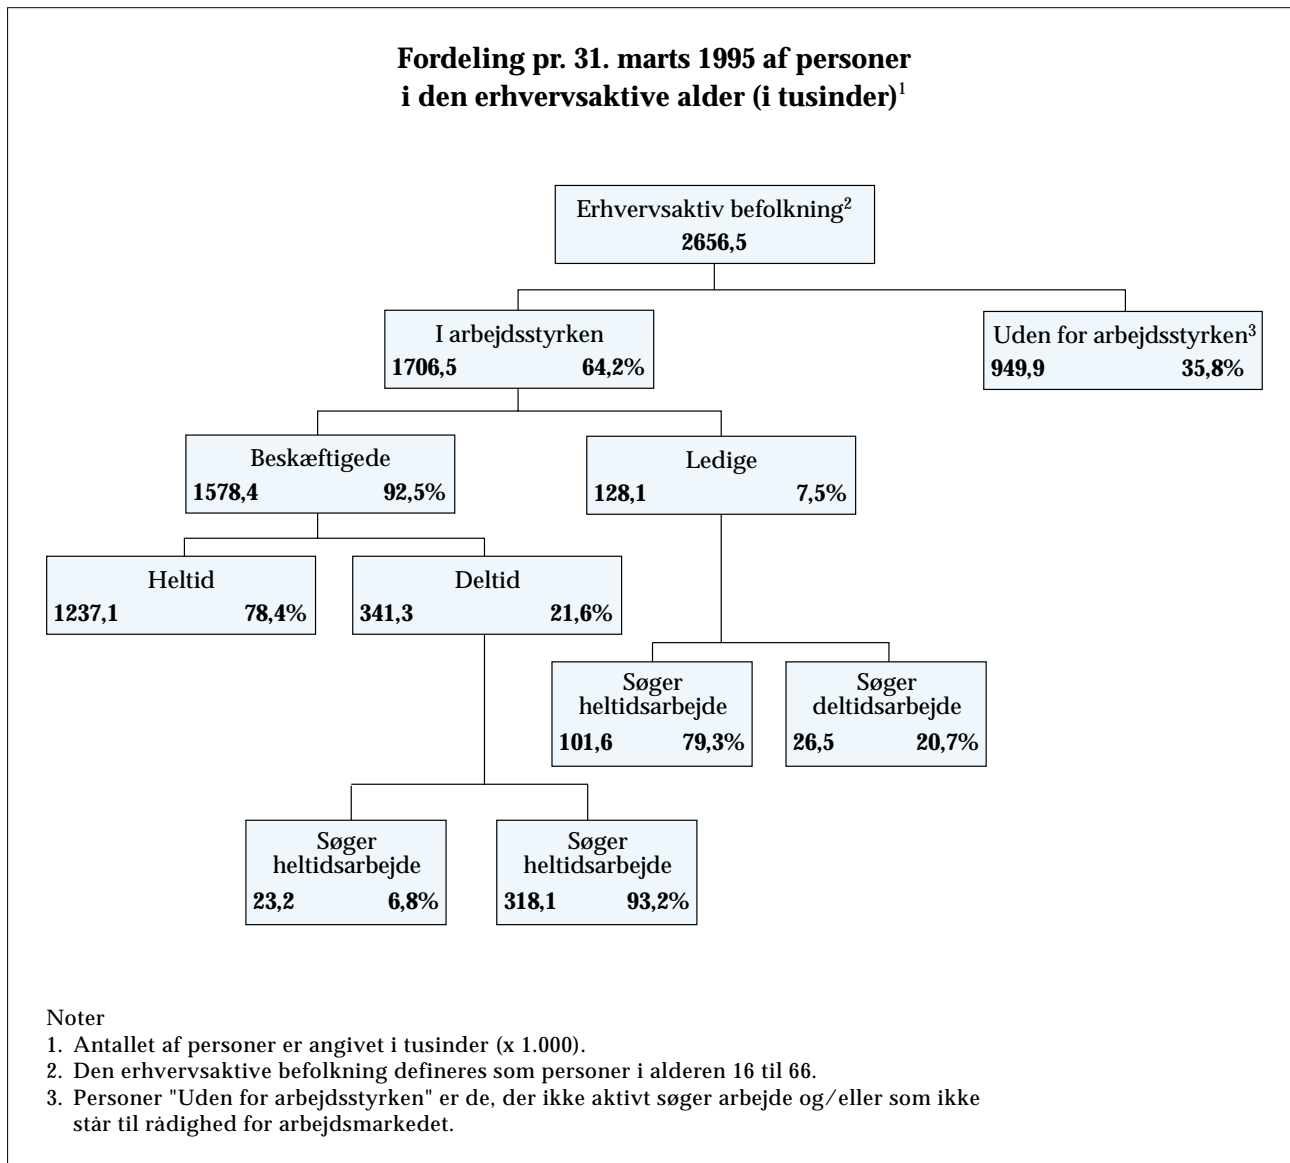 Fordeling pr. 31. marts 1995 af personer
i den erhvervsaktive alder (i tusinder)¹
Erhvervsaktiv befolkning²
2656,5
I arbejdsstyrken
1706,5 64,2%
Uden for arbejdsstyrken³
949,9 35,8%
Beskæftigede
1578,4 92,5%
Ledige
128,1 7,5%
Heltid
1237,1 78,4%
Deltid
341,3 21,6%
Søger
heltidsarbejde
101,6 79,3%
Søger
deltidsarbejde
26,5 20,7%
Søger
heltidsarbejde
23,2 6,8%
Søger
heltidsarbejde
318,1 93,2%
Noter
1. Antallet af personer er angivet i tusinder (x 1.000).
2. Den erhvervsaktive befolkning defineres som personer i alderen 16 til 66.
3. Personer "Uden for arbejdsstyrken" er de, der ikke aktivt søger arbejde og/eller som ikke
står til rådighed for arbejdsmarkedet.